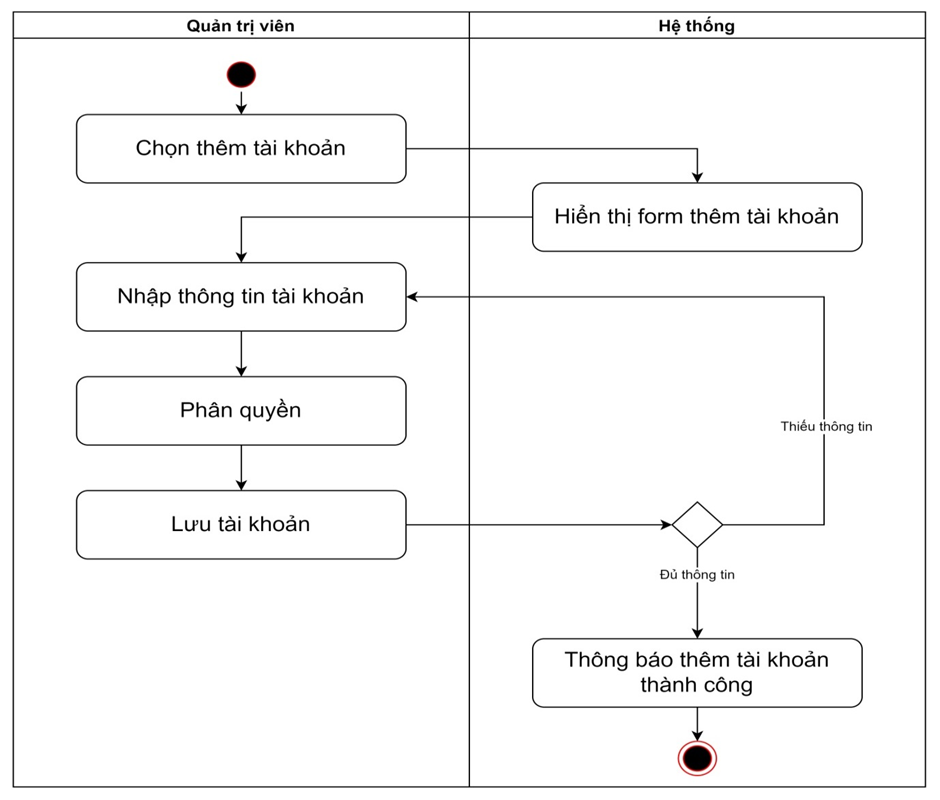 Quản trị viên
Hệ thống
Chọn thêm tài khoản
Hiển thị form thêm tài khoản
Nhập thông tin tài khoản
Phân quyền
Thiếu thông tin
Lưu tài khoản
Đủ thông tin
Thông báo thêm tài khoản
thành công